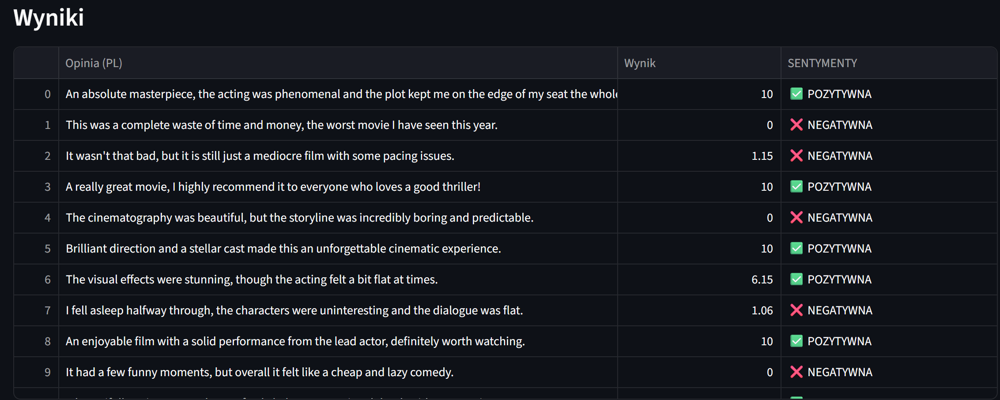 Wyniki
Opinia (PL) Wynik SENTYMENTY
0 An absolute masterpiece, the acting was phenomenal and the plot kept me on the edge of my seat the whole 10 ✅ POZYTYWNA
1 This was a complete waste of time and money, the worst movie I have seen this year. 0 ❌ NEGATYWNA
2 It wasn't that bad, but it is still just a mediocre film with some pacing issues. 1.15 ❌ NEGATYWNA
3 A really great movie, I highly recommend it to everyone who loves a good thriller! 10 ✅ POZYTYWNA
4 The cinematography was beautiful, but the storyline was incredibly boring and predictable. 0 ❌ NEGATYWNA
5 Brilliant direction and a stellar cast made this an unforgettable cinematic experience. 10 ✅ POZYTYWNA
6 The visual effects were stunning, though the acting felt a bit flat at times. 6.15 ✅ POZYTYWNA
7 I fell asleep halfway through, the characters were uninteresting and the dialogue was flat. 1.06 ❌ NEGATYWNA
8 An enjoyable film with a solid performance from the lead actor, definitely worth watching. 10 ✅ POZYTYWNA
9 It had a few funny moments, but overall it felt like a cheap and lazy comedy. 0 ❌ NEGATYWNA